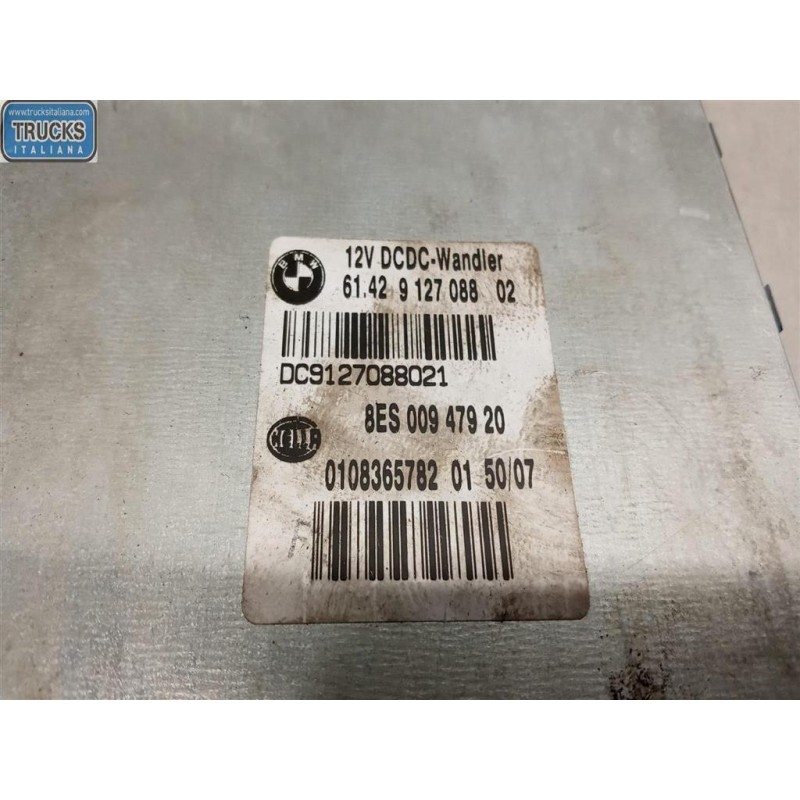 www.trucksitaliana.com
TRUCKS
ITALIANA
BMW
12V DCDC-Wandler
61.42 9 127 088 02
DC9127088021
8ES 009 479 20
HELLA
0108365782 01 50/07